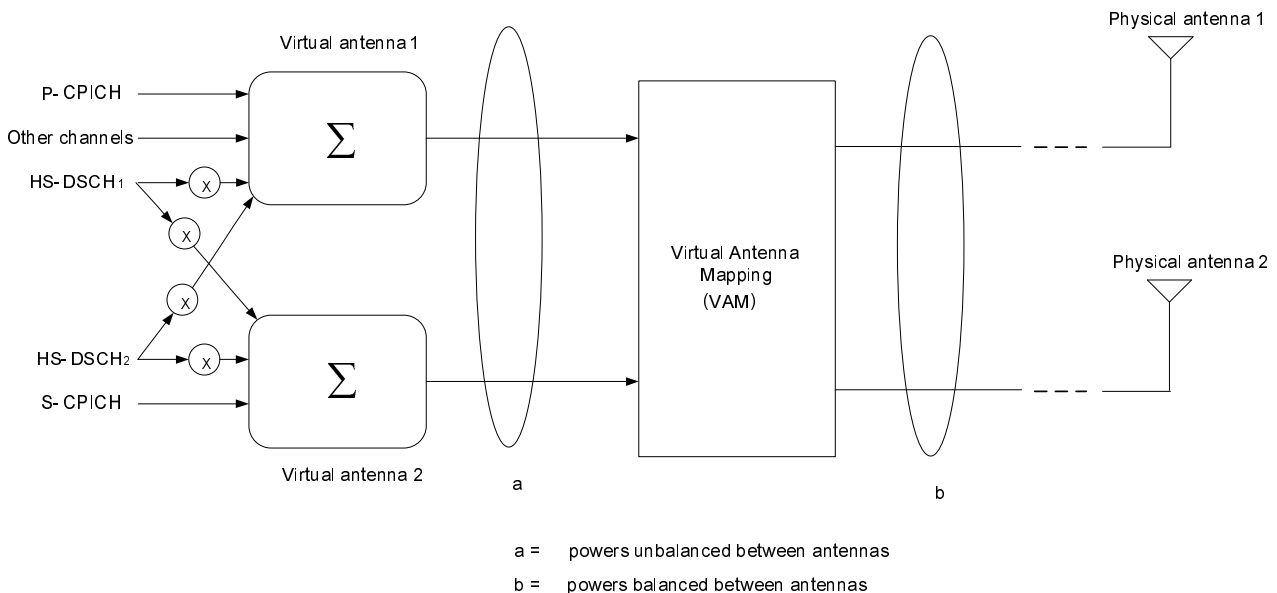 Physical antenna 1
Virtual antenna 1
P- CPICH
Other channels
HS- DSCH1
X
Σ
X
Virtual Antenna
Mapping
(VAM)
Physical antenna 2
X
HS- DSCH2
X
Σ
S- CPICH
Virtual antenna 2
a
b
a = powers unbalanced between antennas
b = powers balanced between antennas